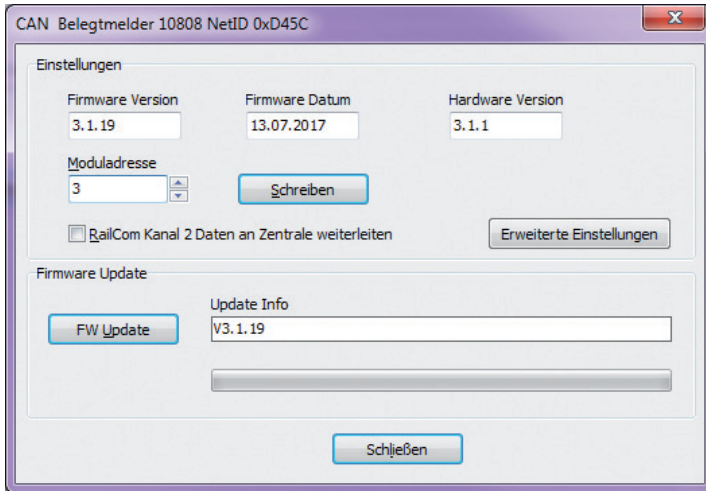 CAN Belegtmelder 10808 NetID 0xD45C
Einstellungen
Firmware Version Firmware Datum Hardware Version
3.1.19 13.07.2017 3.1.1
Moduladresse
3 Schreiben
RailCom Kanal 2 Daten an Zentrale weiterleiten Erweiterte Einstellungen
Firmware Update
Update Info
FW Update V3.1.19
Schließen